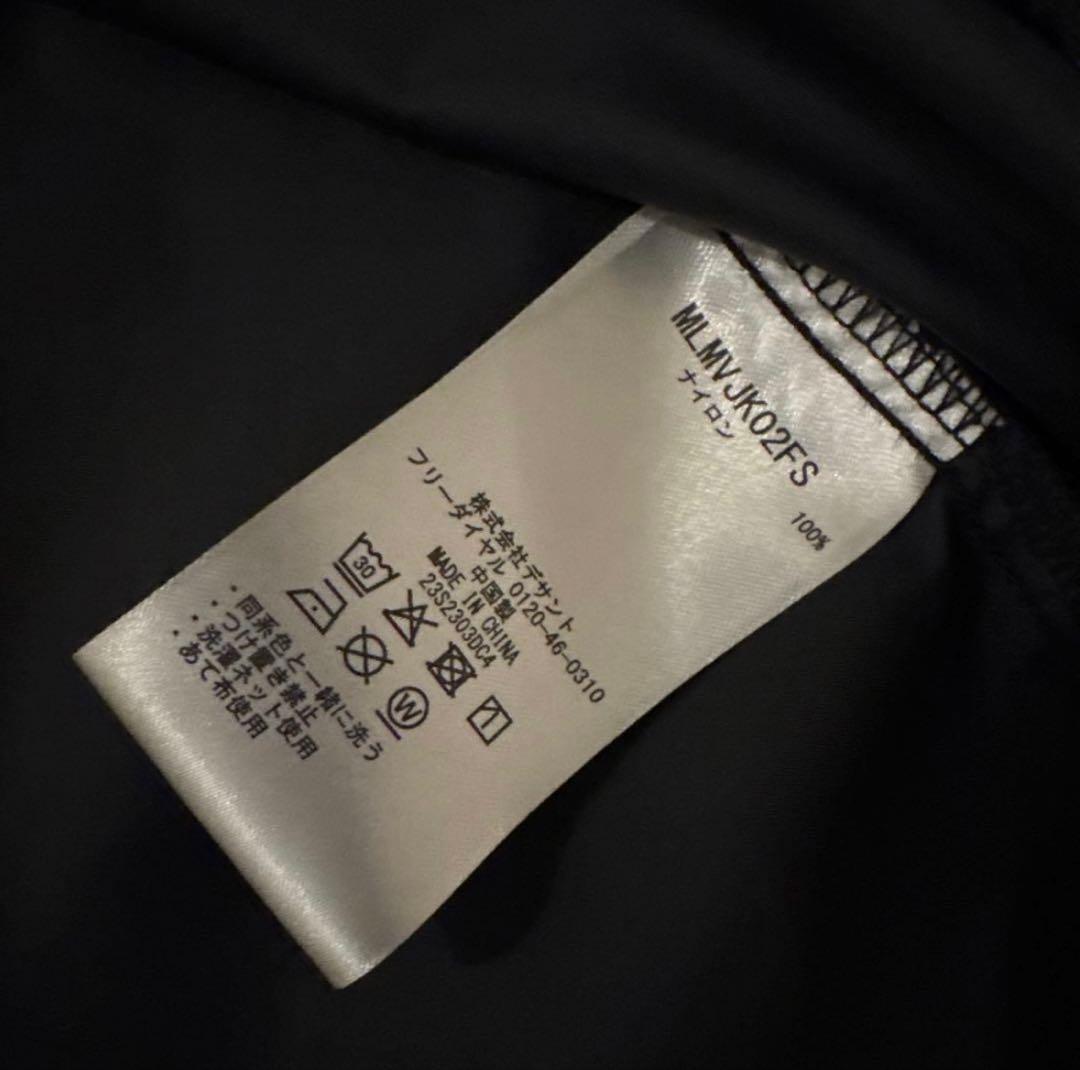 MLMVJK02FS
ナイロン 100%
株式会社デサント
フリーダイヤル 0120-46-0310
中国製
MADE IN CHINA
23S2303DC4
30
W
・同系色と一緒に洗う
・つけ置き禁止
・洗濯ネット使用
・あて布使用